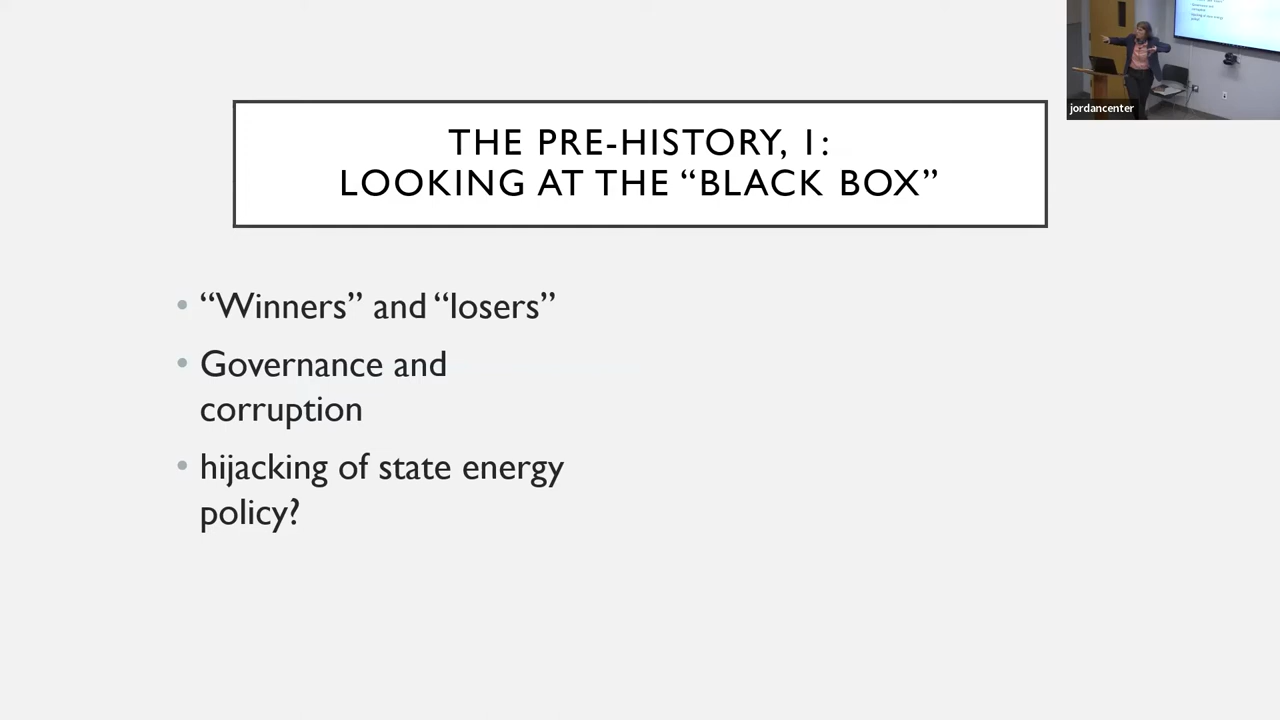 THE PRE-HISTORY, 1:
LOOKING AT THE “BLACK BOX”
• “Winners” and “losers”
• Governance and
corruption
• hijacking of state energy
policy?
jordancenter